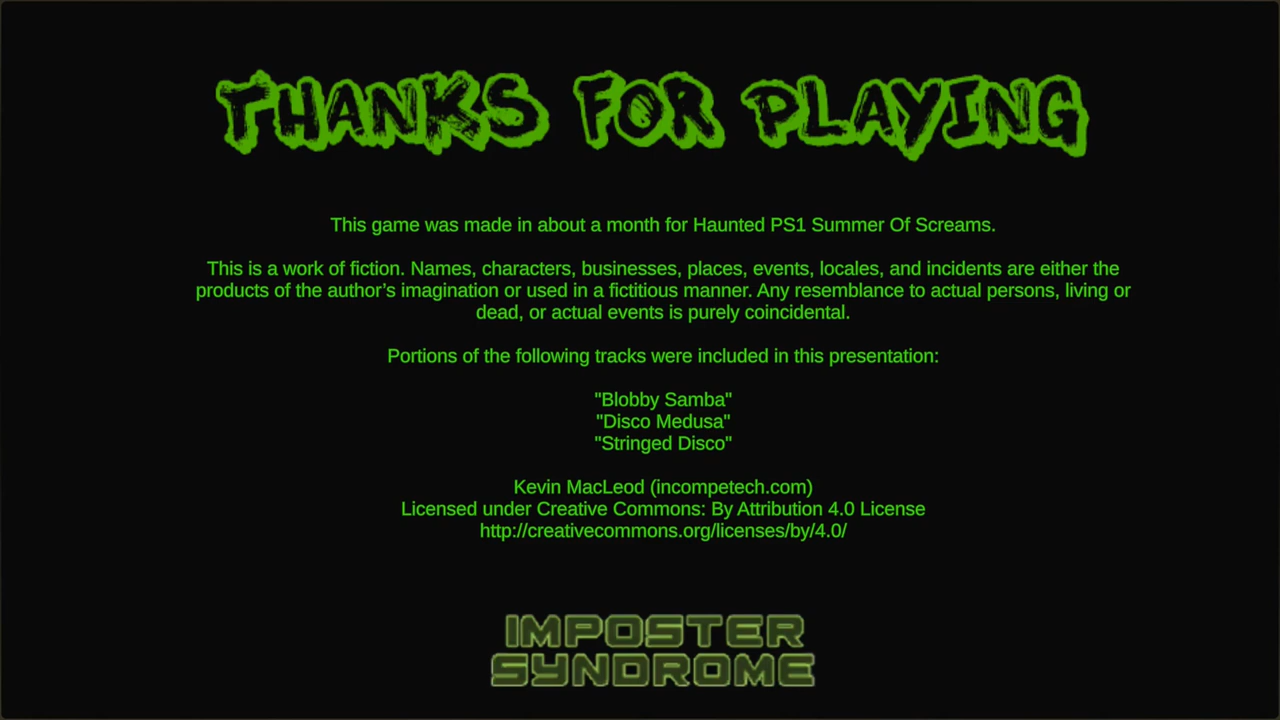 THANKS FOR PLAYING
This game was made in about a month for Haunted PS1 Summer Of Screams.
This is a work of fiction. Names, characters, businesses, places, events, locales, and incidents are either the
products of the author’s imagination or used in a fictitious manner. Any resemblance to actual persons, living or
dead, or actual events is purely coincidental.
Portions of the following tracks were included in this presentation:
"Blobby Samba"
"Disco Medusa"
"Stringed Disco"
Kevin MacLeod (incompetech.com)
Licensed under Creative Commons: By Attribution 4.0 License
http://creativecommons.org/licenses/by/4.0/
IMPOSTER
SYNDROME